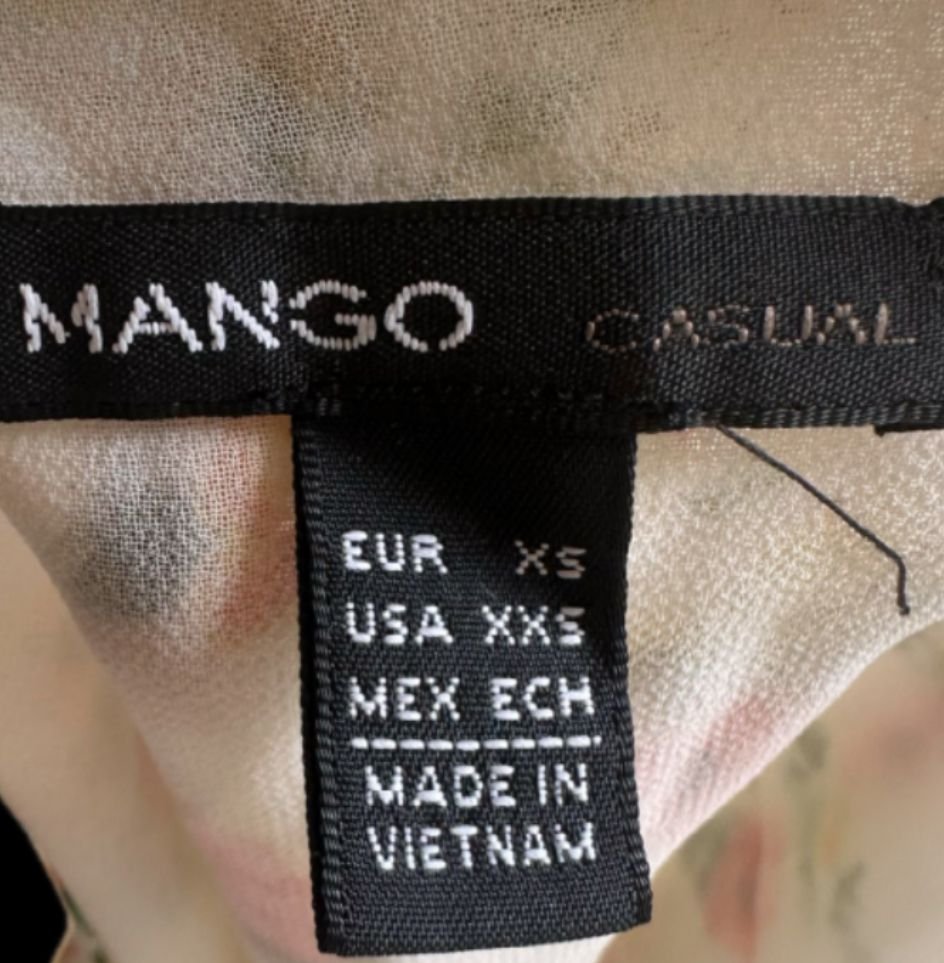 MANGO CASUAL
EUR XS
USA XXS
MEX ECH
MADE IN
VIETNAM